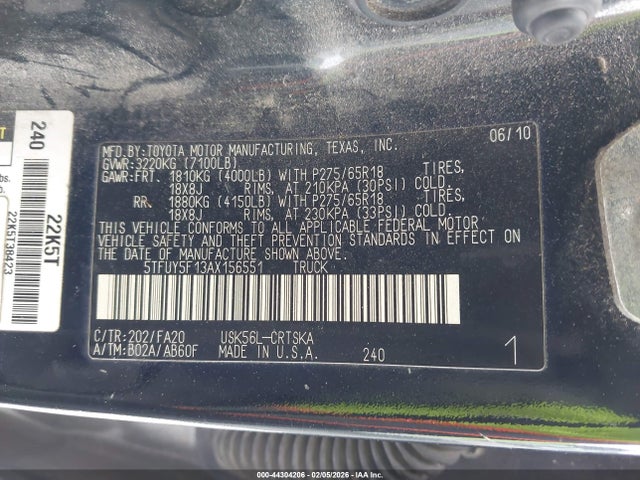 MFD. BY: TOYOTA MOTOR MANUFACTURING, TEXAS, INC. 06/10
GVWR: 3220KG (7100LB)
GAWR: FRT. 1810KG (4000LB) WITH P275/65R18 TIRES,
18X8J RIMS, AT 210KPA (30PSI) COLD.
RR. 1880KG (4150LB) WITH P275/65R18 TIRES,
18X8J RIMS, AT 230KPA (33PSI) COLD.
THIS VEHICLE CONFORMS TO ALL APPLICABLE FEDERAL MOTOR
VEHICLE SAFETY AND THEFT PREVENTION STANDARDS IN EFFECT
ON THE DATE OF MANUFACTURE SHOWN ABOVE.
5TFUY5F13AX156551 TRUCK
C/TR: 202/FA20 USK56L-CRTSKA
A/TM: B02A/AB60F MADE IN U.S.A. 240 1
240
22K5T
22K5T38423
000-44304206 - 02/05/2026 - IAA Inc.